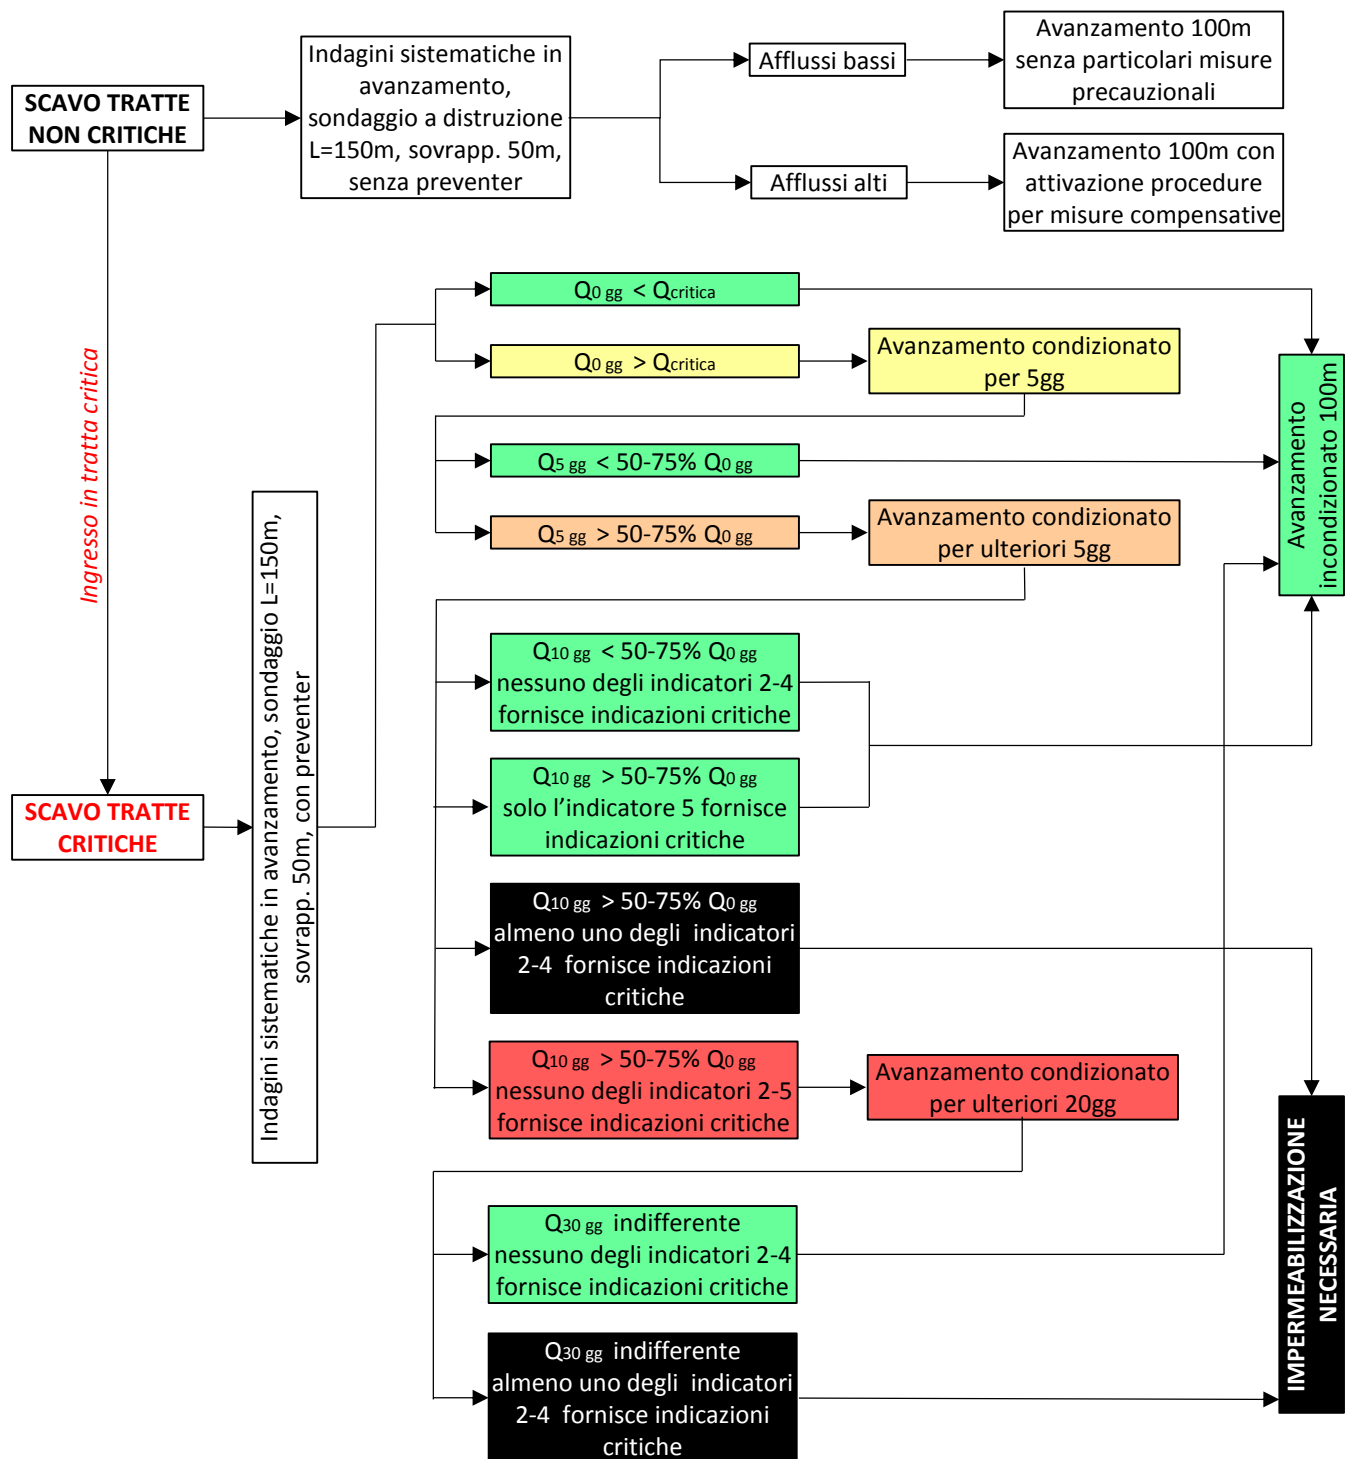 SCAVO TRATTE
NON CRITICHE
Indagini sistematiche in
avanzamento,
sondaggio a distruzione
L=150m, sovrapp. 50m,
senza preventer
Afflussi bassi
Avanzamento 100m
senza particolari misure
precauzionali
Afflussi alti
Avanzamento 100m con
attivazione procedure
per misure compensative
Ingresso in tratta critica
SCAVO TRATTE
CRITICHE
Indagini sistematiche in avanzamento, sondaggio L=150m,
sovrapp. 50m, con preventer
Q0 gg < Qcritica
Q0 gg > Qcritica
Avanzamento condizionato
per 5gg
Q5 gg < 50-75% Q0 gg
Q5 gg > 50-75% Q0 gg
Avanzamento condizionato
per ulteriori 5gg
Avanzamento
incondizionato 100m
Q10 gg < 50-75% Q0 gg
nessuno degli indicatori 2-4
fornisce indicazioni critiche
Q10 gg > 50-75% Q0 gg
solo l’indicatore 5 fornisce
indicazioni critiche
Q10 gg > 50-75% Q0 gg
almeno uno degli indicatori
2-4 fornisce indicazioni
critiche
Q10 gg > 50-75% Q0 gg
nessuno degli indicatori 2-5
fornisce indicazioni critiche
Avanzamento condizionato
per ulteriori 20gg
Q30 gg indifferente
nessuno degli indicatori 2-4
fornisce indicazioni critiche
Q30 gg indifferente
almeno uno degli indicatori
2-4 fornisce indicazioni
critiche
IMPERMEABILIZZAZIONE
NECESSARIA